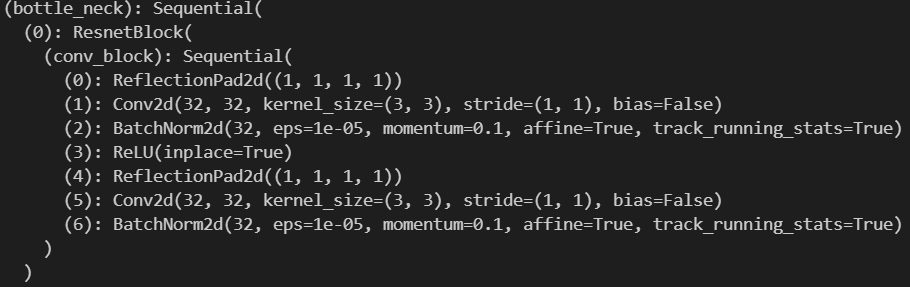 (bottle_neck): Sequential(
  (0): ResnetBlock(
    (conv_block): Sequential(
      (0): ReflectionPad2d((1, 1, 1, 1))
      (1): Conv2d(32, 32, kernel_size=(3, 3), stride=(1, 1), bias=False)
      (2): BatchNorm2d(32, eps=1e-05, momentum=0.1, affine=True, track_running_stats=True)
      (3): ReLU(inplace=True)
      (4): ReflectionPad2d((1, 1, 1, 1))
      (5): Conv2d(32, 32, kernel_size=(3, 3), stride=(1, 1), bias=False)
      (6): BatchNorm2d(32, eps=1e-05, momentum=0.1, affine=True, track_running_stats=True)
    )
  )